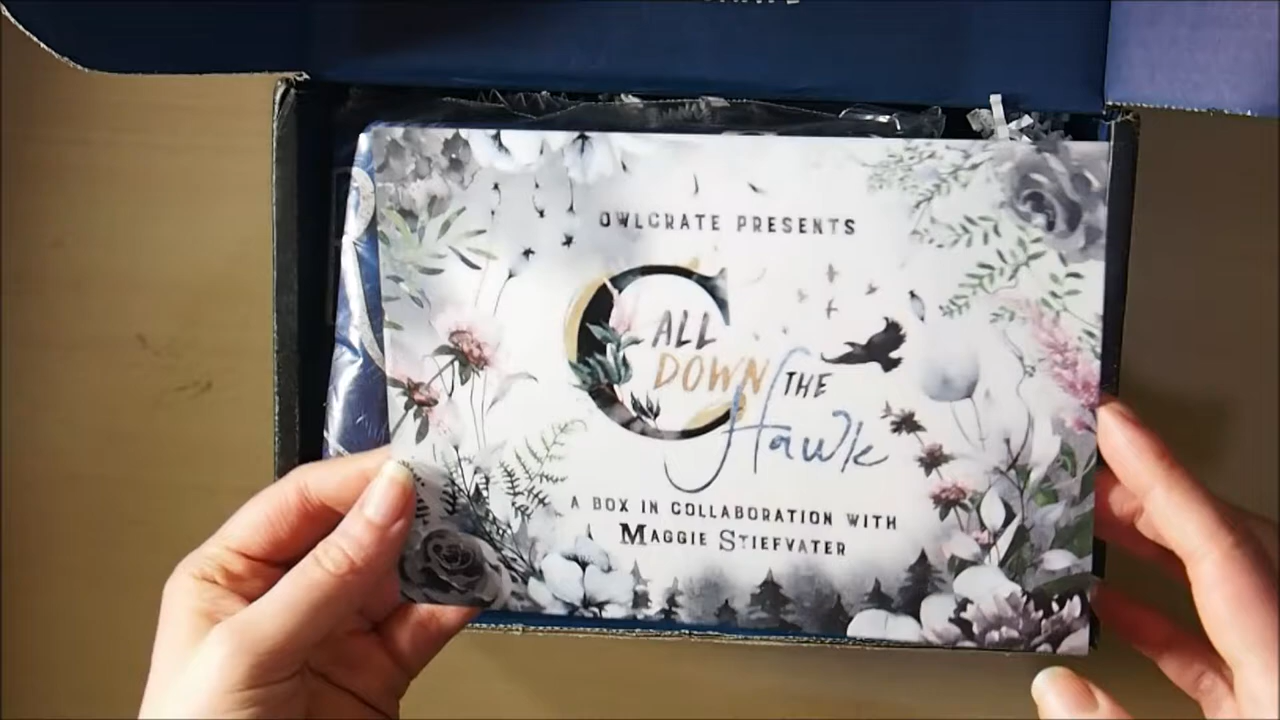 OWLCRATE PRESENTS
CALL
DOWN THE
Hawk
A BOX IN COLLABORATION WITH
MAGGIE STIEFVATER